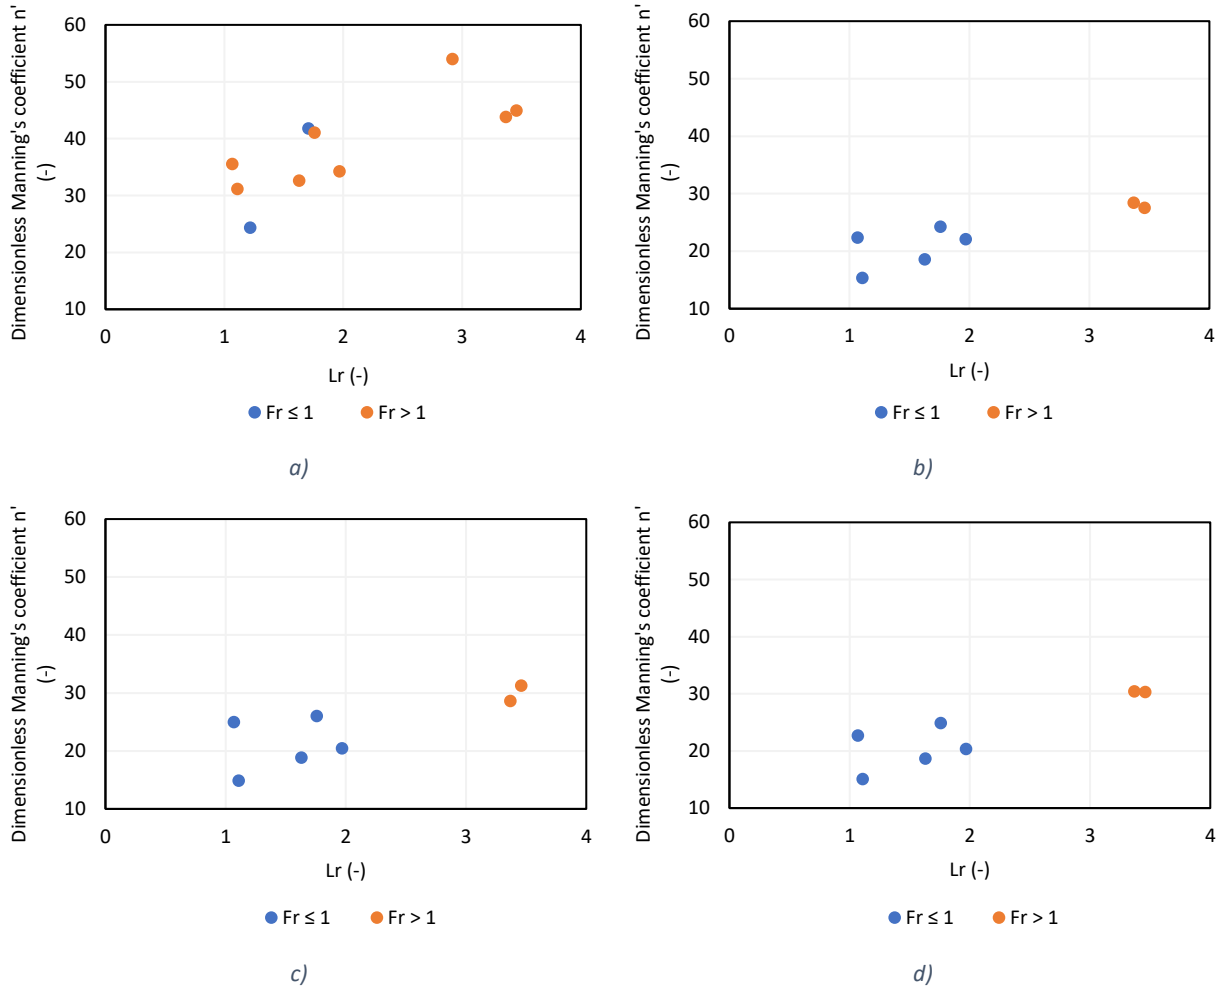 Dimensionless Manning's coefficient n'
(-)
60
50
40
30
20
10
0 1 2 3 4
Lr (-)
Fr ≤ 1 Fr > 1
a)
Dimensionless Manning's coefficient n'
(-)
60
50
40
30
20
10
0 1 2 3 4
Lr (-)
Fr ≤ 1 Fr > 1
b)
Dimensionless Manning's coefficient n'
(-)
60
50
40
30
20
10
0 1 2 3 4
Lr (-)
Fr ≤ 1 Fr > 1
c)
Dimensionless Manning's coefficient n'
(-)
60
50
40
30
20
10
0 1 2 3 4
Lr (-)
Fr ≤ 1 Fr > 1
d)